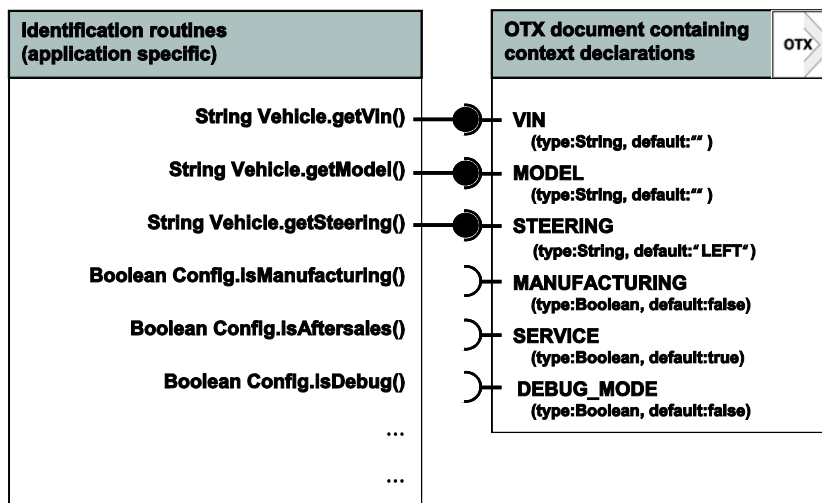 Identification routines
(application specific)
OTX document containing
context declarations
OTX
String Vehicle.getVin()
VIN
(type:String, default:““ )
String Vehicle.getModel()
MODEL
(type:String, default:““ )
String Vehicle.getSteering()
STEERING
(type:String, default:“LEFT“)
Boolean Config.isManufacturing()
MANUFACTURING
(type:Boolean, default:false)
Boolean Config.isAftersales()
SERVICE
(type:Boolean, default:true)
Boolean Config.isDebug()
DEBUG_MODE
(type:Boolean, default:false)
...
...